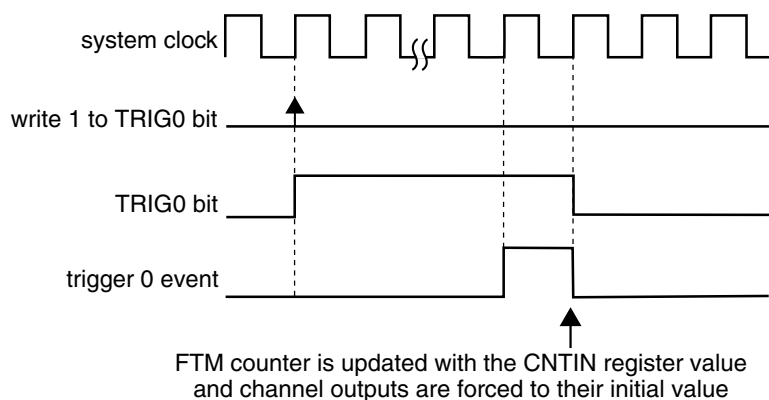 system clock
write 1 to TRIG0 bit
TRIG0 bit
trigger 0 event
FTM counter is updated with the CNTIN register value
and channel outputs are forced to their initial value